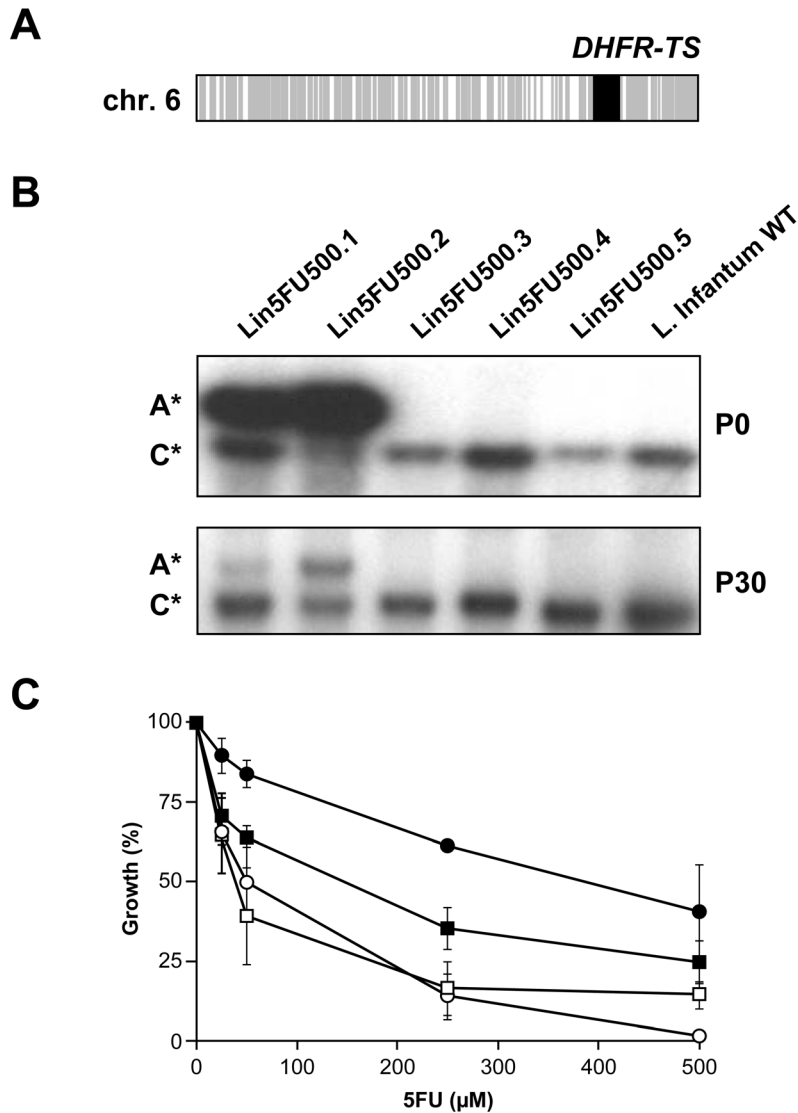 A
DHFR-TS
chr. 6
B
Lin5FU500.1
Lin5FU500.2
Lin5FU500.3
Lin5FU500.4
Lin5FU500.5
L. Infantum WT
A*
C*
P0
A*
C*
P30
C
100
75
50
25
0
Growth (%)
0 100 200 300 400 500
5FU (µM)